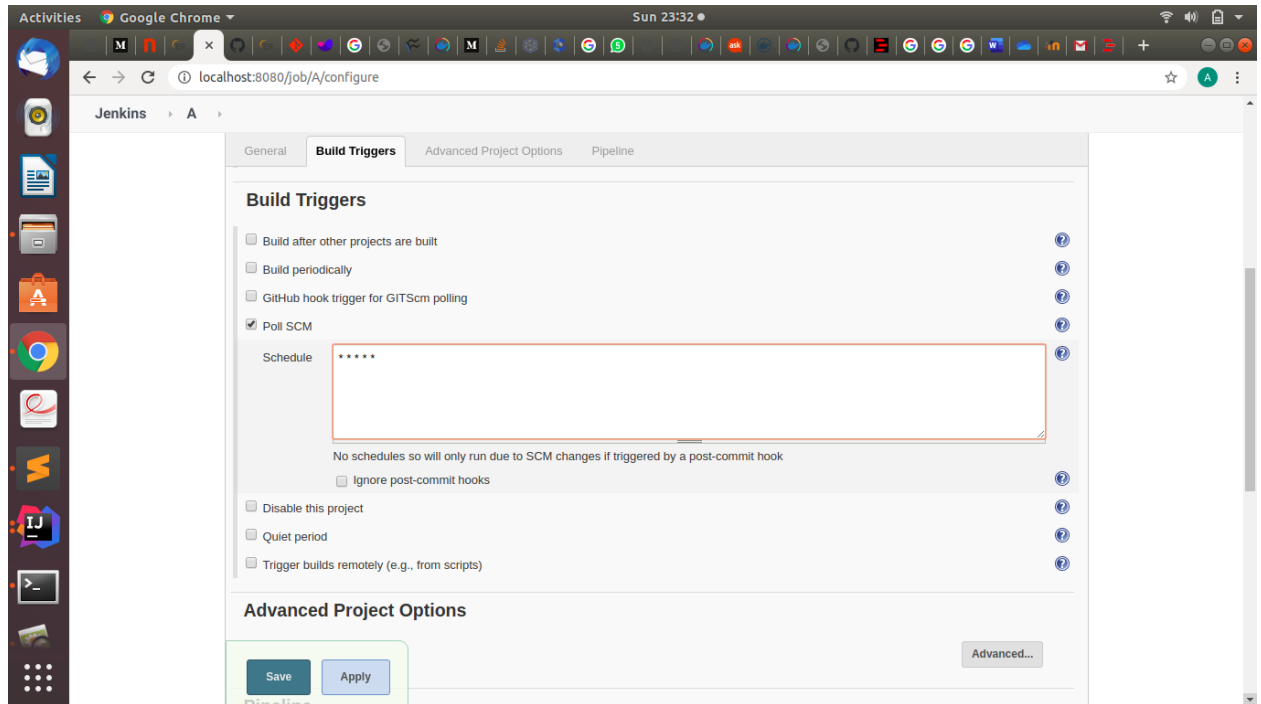 Activities Google Chrome Sun 23:32
localhost:8080/job/A/configure
A
Jenkins A
General Build Triggers Advanced Project Options Pipeline
Build Triggers
Build after other projects are built
Build periodically
GitHub hook trigger for GITScm polling
Poll SCM
Schedule * * * * *
No schedules so will only run due to SCM changes if triggered by a post-commit hook
Ignore post-commit hooks
Disable this project
Quiet period
Trigger builds remotely (e.g., from scripts)
Advanced Project Options
Advanced...
Save Apply
Pipeline